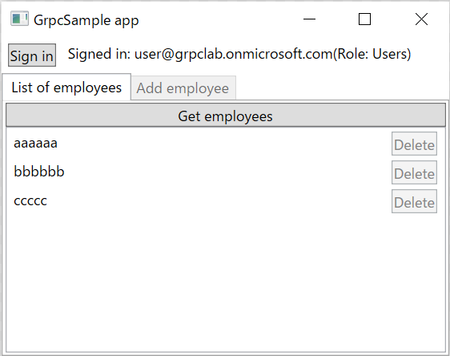 GrpcSample app
Sign in Signed in: user@grpclab.onmicrosoft.com(Role: Users)
List of employees Add employee
Get employees
aaaaaa Delete
bbbbbb Delete
ccccc Delete